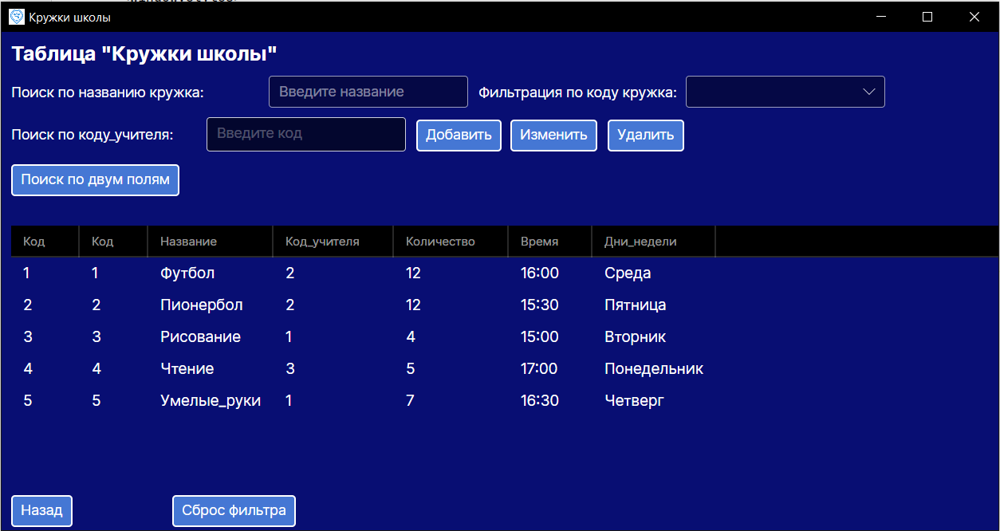 Кружки школы
Таблица "Кружки школы"
Поиск по названию кружка: Введите название Фильтрация по коду кружка:
Поиск по коду_учителя: Введите код Добавить Изменить Удалить
Поиск по двум полям
Код Код Название Код_учителя Количество Время Дни_недели
1 1 Футбол 2 12 16:00 Среда
2 2 Пионербол 2 12 15:30 Пятница
3 3 Рисование 1 4 15:00 Вторник
4 4 Чтение 3 5 17:00 Понедельник
5 5 Умелые_руки 1 7 16:30 Четверг
Назад Сброс фильтра